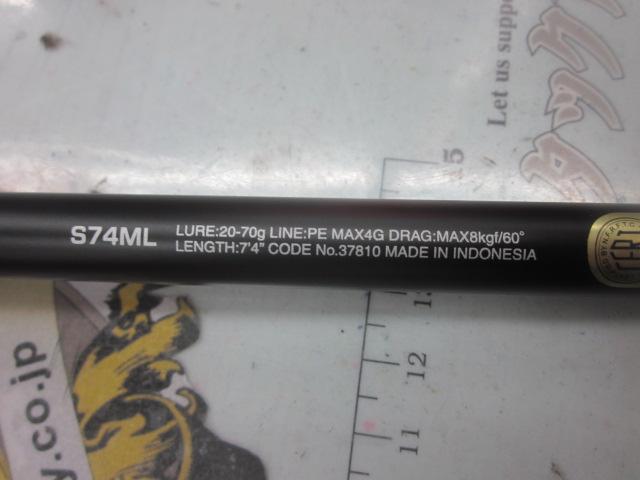 Let us suppo
5
S74ML
LURE:20-70g LINE:PE MAX4G DRAG:MAX8kgf/60°
LENGTH:7'4" CODE No.37810 MADE IN INDONESIA
13
12
11
y.co.jp